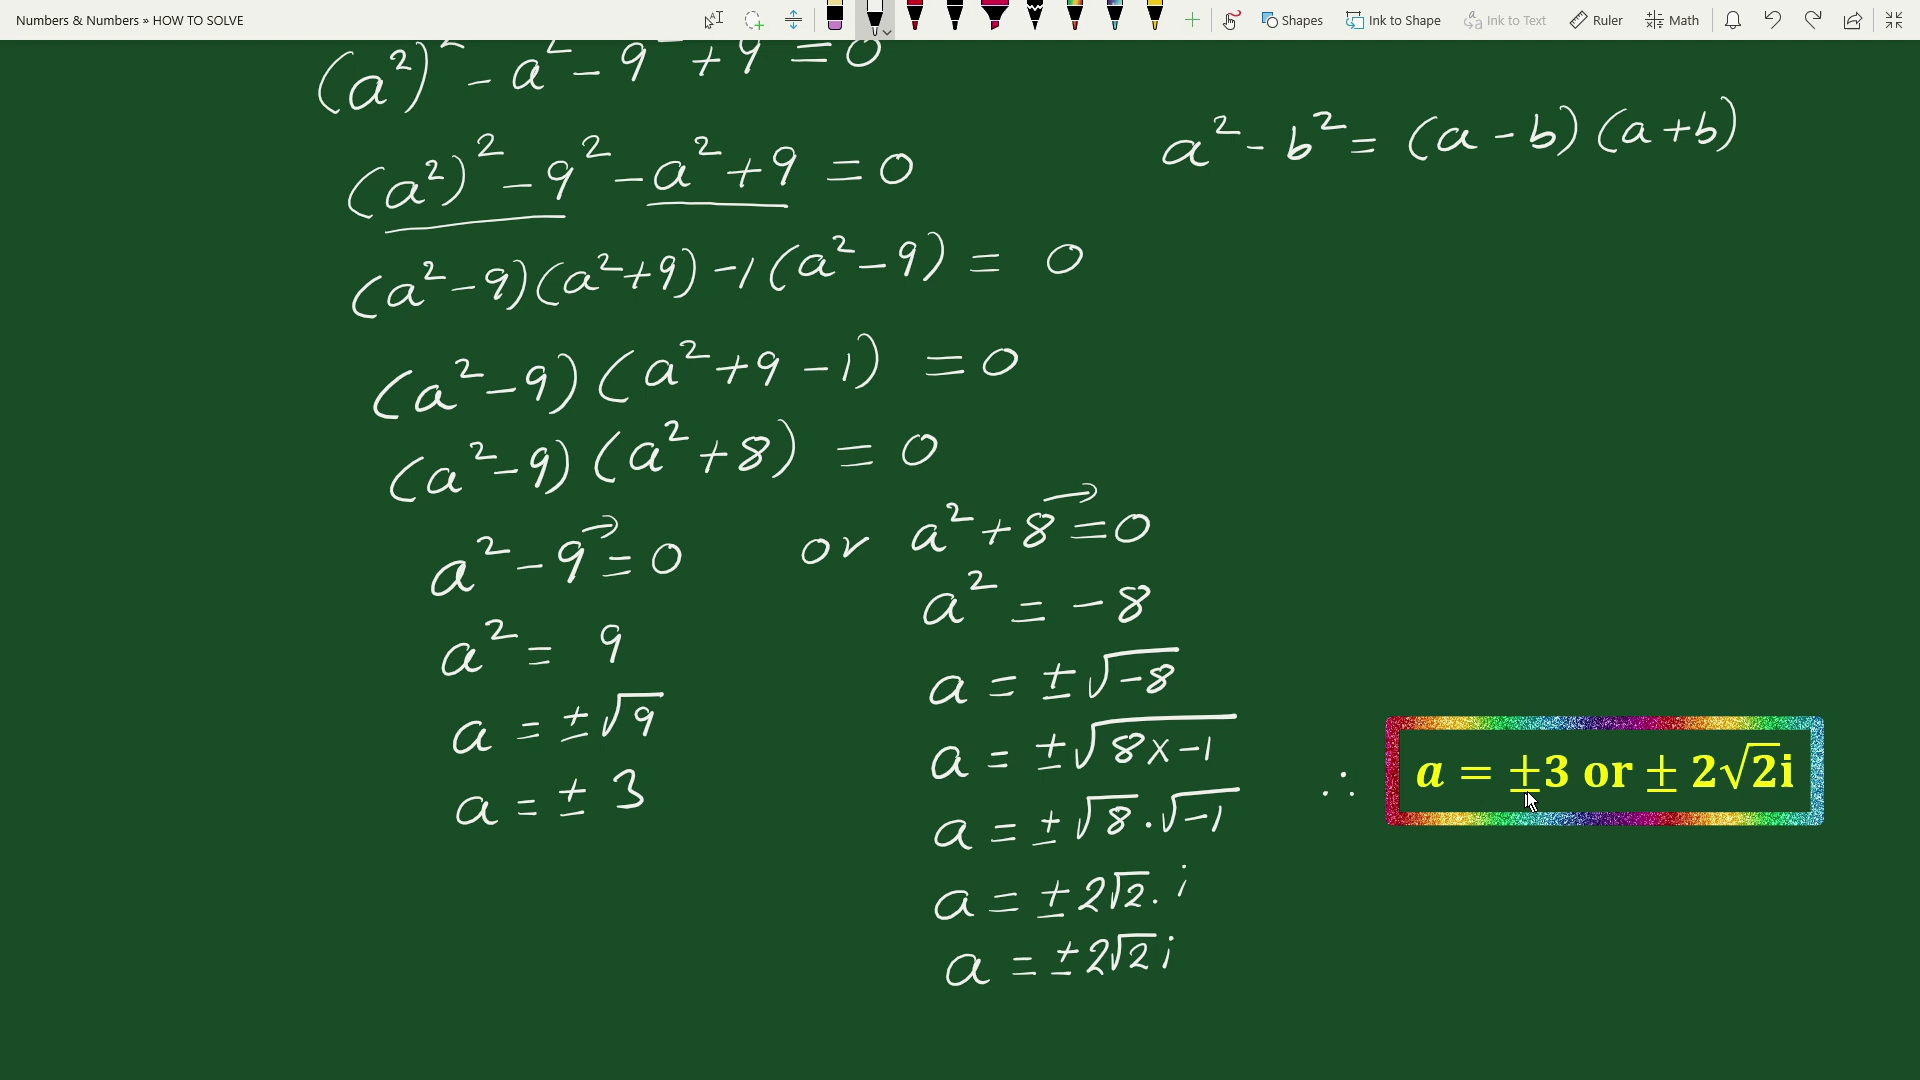 Numbers & Numbers » HOW TO SOLVE
Shapes Ink to Shape Ink to Text Ruler Math
(a²)² - a² - 9² + 9 = 0
(a²)² - 9² - a² + 9 = 0
a² - b² = (a - b) (a + b)
(a² - 9) (a² + 9) - 1 (a² - 9) = 0
(a² - 9) (a² + 9 - 1) = 0
(a² - 9) (a² + 8) = 0
a² - 9 = 0 or a² + 8 = 0
a² = 9
a = ± √9
a = ± 3
a² = - 8
a = ± √-8
a = ± √8 x -1
a = ± √8 . √-1
a = ± 2√2 . i
a = ± 2√2 i
∴ a = ±3 or ± 2√2i